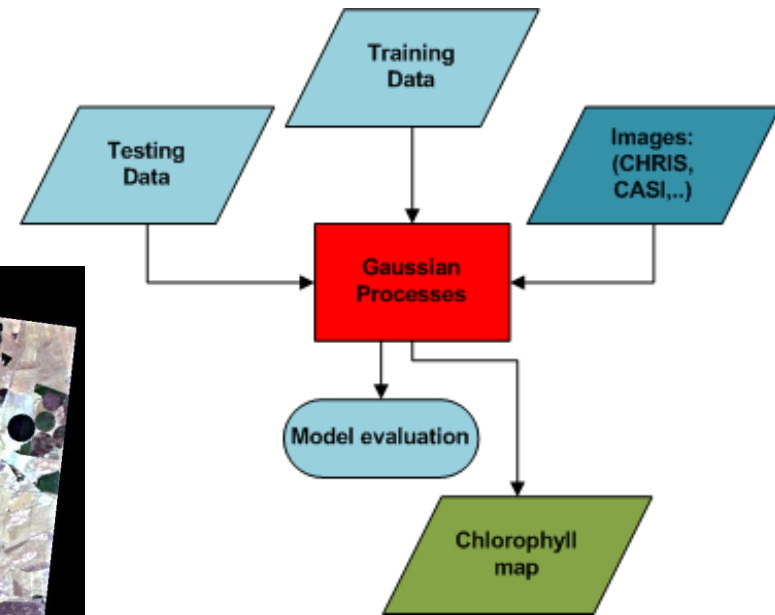 Training
Data
Testing
Data
Images:
(CHRIS,
CASI,..)
Gaussian
Processes
Model evaluation
Chlorophyll
map